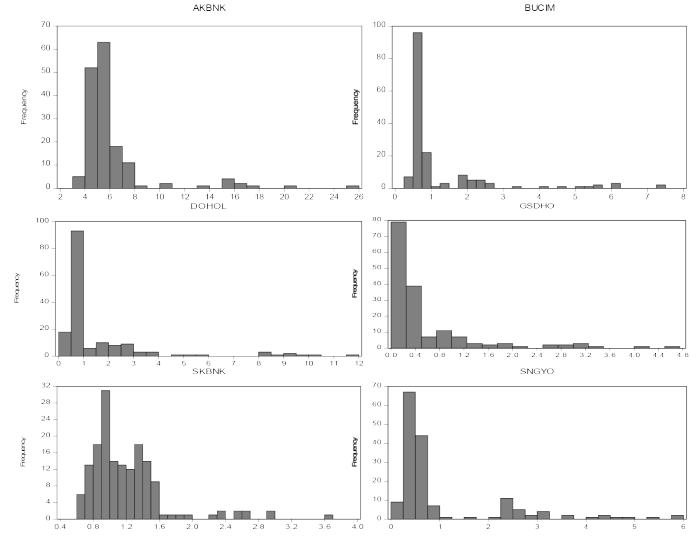 AKBNK BUCIM
70 60 50 40 30 20 10 0
Frequency
2 4 6 8 10 12 14 16 18 20 22 24 26
100 80 60 40 20 0
Frequency
0 1 2 3 4 5 6 7 8
DOHOL GSDHO
100 80 60 40 20 0
Frequency
0 1 2 3 4 5 6 7 8 9 10 11 12
80 70 60 50 40 30 20 10 0
Frequency
0.0 0.4 0.8 1.2 1.6 2.0 2.4 2.8 3.2 3.6 4.0 4.4 4.8
SKBNK SNGYO
32 28 24 20 16 12 8 4 0
Frequency
0.4 0.8 1.2 1.6 2.0 2.4 2.8 3.2 3.6 4.0
70 60 50 40 30 20 10 0
Frequency
0 1 2 3 4 5 6